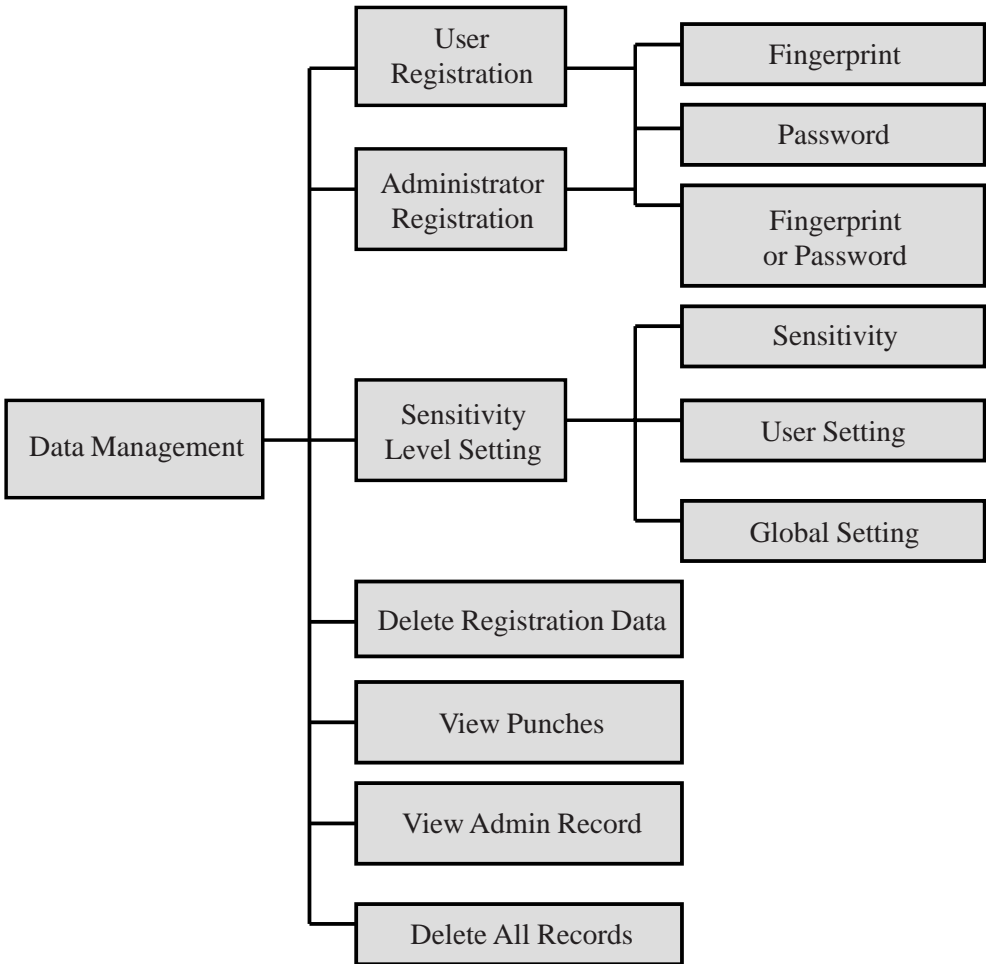 User
Registration
Fingerprint
Password
Administrator
Registration
Fingerprint
or Password
Sensitivity
Data Management
Sensitivity
Level Setting
User Setting
Global Setting
Delete Registration Data
View Punches
View Admin Record
Delete All Records